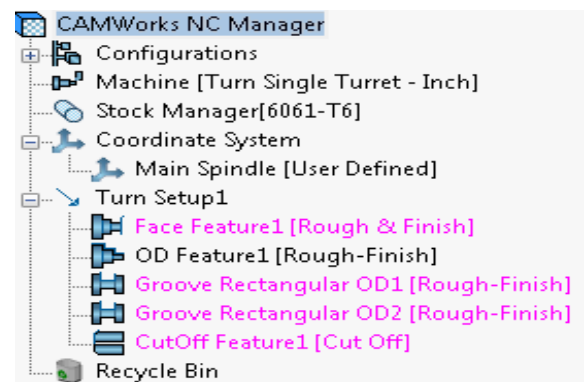 CAMWorks NC Manager
Configurations
Machine [Turn Single Turret - Inch]
Stock Manager[6061-T6]
Coordinate System
Main Spindle [User Defined]
Turn Setup1
Face Feature1 [Rough & Finish]
OD Feature1 [Rough-Finish]
Groove Rectangular OD1 [Rough-Finish]
Groove Rectangular OD2 [Rough-Finish]
CutOff Feature1 [Cut Off]
Recycle Bin